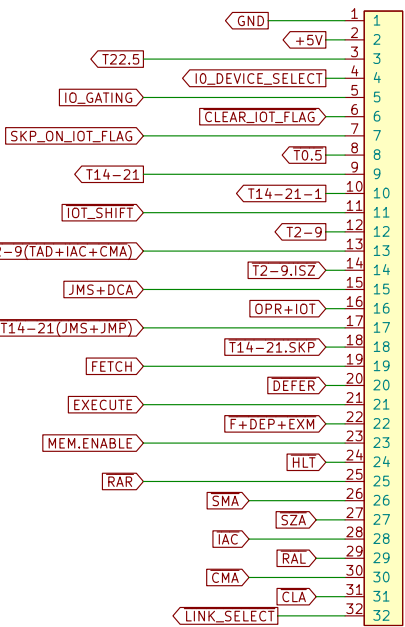 GND 1 1
+5V 2 2
T22.5 3 3
IO_DEVICE_SELECT 4 4
IO_GATING 5 5
CLEAR_IOT_FLAG 6 6
SKP_ON_IOT_FLAG 7 7
T0.5 8 8
T14-21 9 9
T14-21-1 10 10
IOT_SHIFT 11 11
T2-9 12 12
-9(TAD+IAC+CMA) 13 13
T2-9.ISZ 14 14
JMS+DCA 15 15
OPR+IOT 16 16
T14-21(JMS+JMP) 17 17
T14-21.SKP 18 18
FETCH 19 19
DEFER 20 20
EXECUTE 21 21
F+DEP+EXM 22 22
MEM.ENABLE 23 23
HLT 24 24
RAR 25 25
SMA 26 26
SZA 27 27
IAC 28 28
RAL 29 29
CMA 30 30
CLA 31 31
LINK_SELECT 32 32